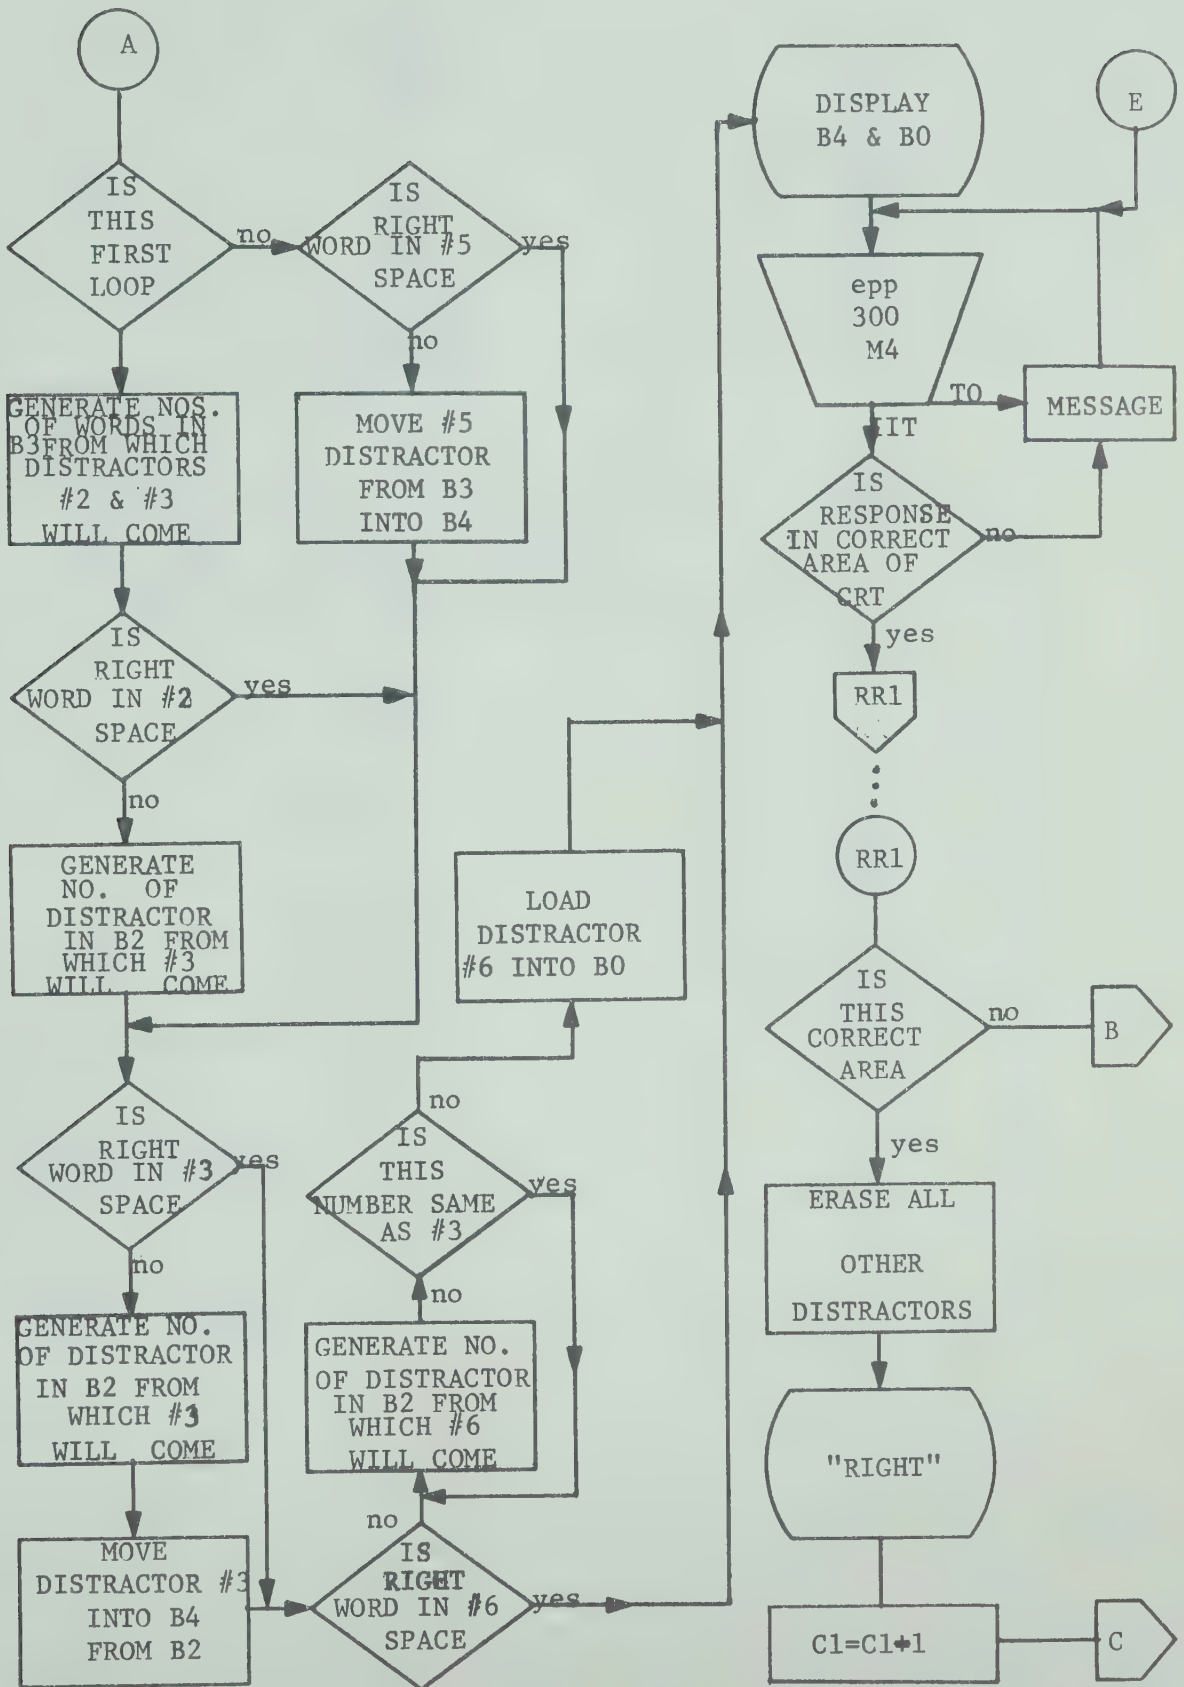 A
IS
THIS
FIRST
LOOP
no
IS
RIGHT
WORD IN #5
SPACE
yes
no
GENERATE NOS.
OF WORDS IN
B3 FROM WHICH
DISTRACTORS
#2 & #3
WILL COME
MOVE #5
DISTRACTOR
FROM B3
INTO B4
IS
RIGHT
WORD IN #2
SPACE
yes
no
GENERATE
NO. OF
DISTRACTOR
IN B2 FROM
WHICH #3
WILL COME
IS
RIGHT
WORD IN #3
SPACE
yes
no
GENERATE NO.
OF DISTRACTOR
IN B2 FROM
WHICH #3
WILL COME
MOVE
DISTRACTOR #3
INTO B4
FROM B2
LOAD
DISTRACTOR
#6 INTO B0
no
IS
THIS
NUMBER SAME
AS #3
yes
no
GENERATE NO.
OF DISTRACTOR
IN B2 FROM
WHICH #6
WILL COME
no
IS
RIGHT
WORD IN #6
SPACE
yes
DISPLAY
B4 & B0
E
epp
300
M4
TO
MESSAGE
HIT
IS
RESPONSE
IN CORRECT
AREA OF
CRT
no
yes
RR1
RR1
IS
THIS
CORRECT
AREA
no
B
yes
ERASE ALL
OTHER
DISTRACTORS
"RIGHT"
C1=C1+1
C